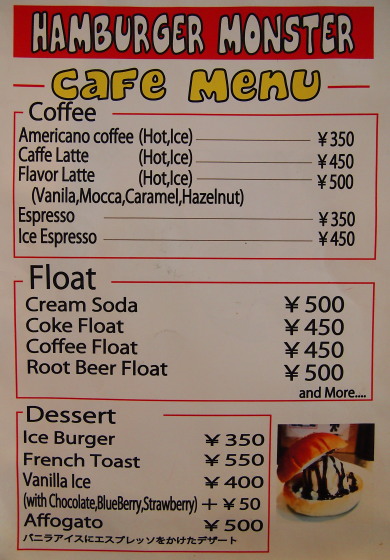 HAMBURGER MONSTER
CAFE MENU
Coffee
Americano coffee (Hot,Ice) ¥350
Caffe Latte (Hot,Ice) ¥450
Flavor Latte (Hot,Ice) ¥500
(Vanila,Mocca,Caramel,Hazelnut)
Espresso ¥350
Ice Espresso ¥450
Float
Cream Soda ¥500
Coke Float ¥450
Coffee Float ¥450
Root Beer Float ¥500
and More....
Dessert
Ice Burger ¥350
French Toast ¥550
Vanilla Ice ¥400
(with Chocolate,BlueBerry,Strawberry) +¥50
Affogato ¥500
バニラアイスにエスプレッソをかけたデザート